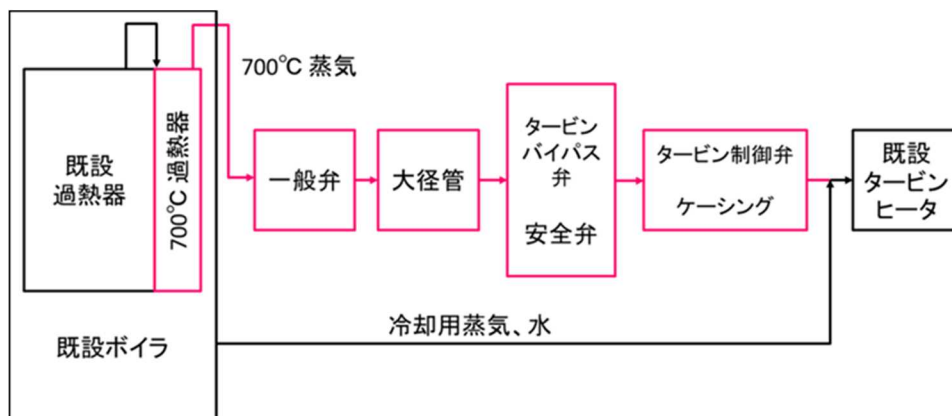 700℃ 蒸気
既設
過熱器
700℃ 過熱器
一般弁
大径管
タービン
バイパス
弁
安全弁
タービン制御弁
ケーシング
既設
タービン
ヒータ
冷却用蒸気、水
既設ボイラ